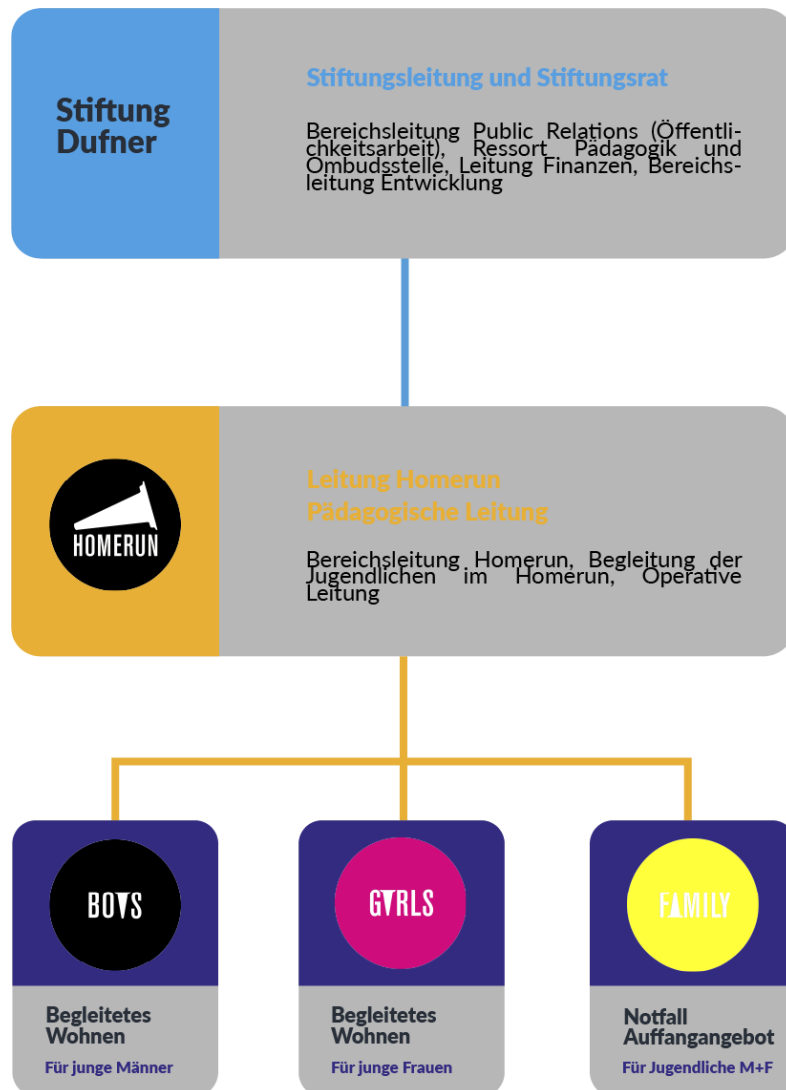 Stiftung
Dufner
Stiftungsleitung und Stiftungsrat
Bereichsleitung Public Relations (Öffentli-
chkeitsarbeit), Ressort Pädagogik und
Ombudsstelle, Leitung Finanzen, Bereichs-
leitung Entwicklung
HOMERUN
Leitung Homerun
Pädagogische Leitung
Bereichsleitung Homerun, Begleitung der
Jugendlichen im Homerun, Operative
Leitung
BOYS
Begleitetes
Wohnen
Für junge Männer
GYRLS
Begleitetes
Wohnen
Für junge Frauen
FAMILY
Notfall
Auffangangebot
Für Jugendliche M+F